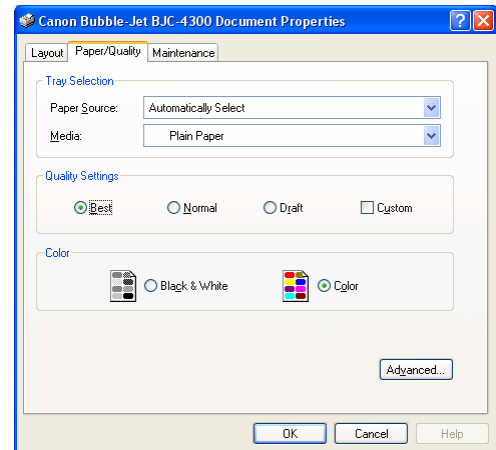 Canon Bubble-Jet BJC-4300 Document Properties
Layout Paper/Quality Maintenance
Tray Selection
Paper Source: Automatically Select
Media: Plain Paper
Quality Settings
Best Normal Draft Custom
Color
Black & White Color
Advanced...
OK Cancel Help